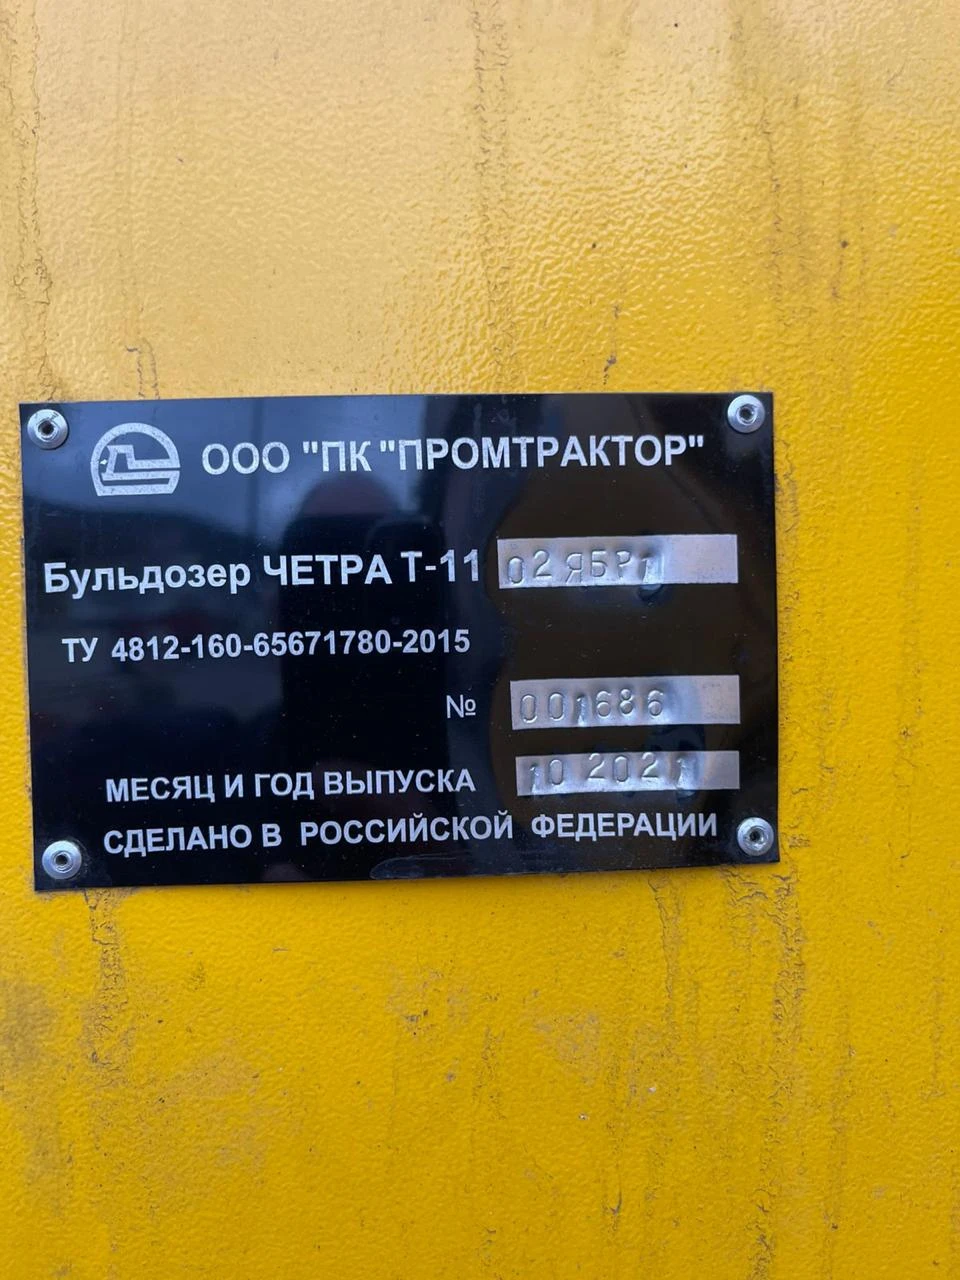 ООО "ПК "ПРОМТРАКТОР"
Бульдозер ЧЕТРА Т-11 02ЯБР1
ТУ 4812-160-65671780-2015
№ 001686
МЕСЯЦ И ГОД ВЫПУСКА 10 2021
СДЕЛАНО В РОССИЙСКОЙ ФЕДЕРАЦИИ